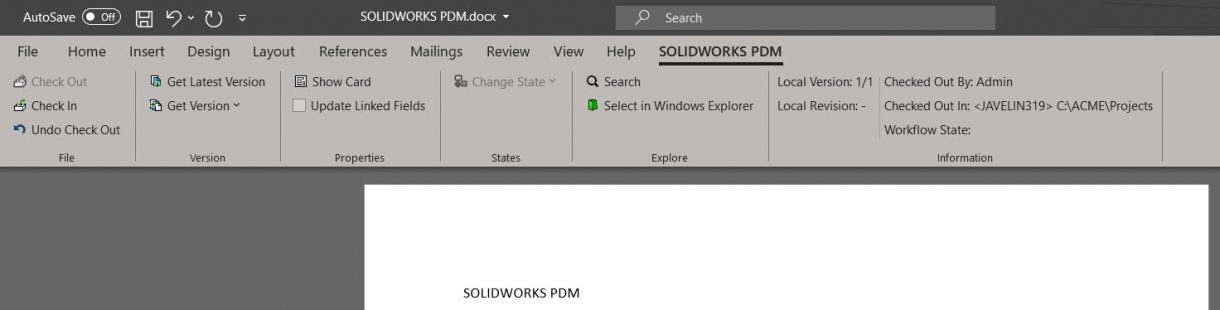 AutoSave Off SOLIDWORKS PDM.docx Search
File Home Insert Design Layout References Mailings Review View Help SOLIDWORKS PDM
Check Out Get Latest Version Show Card Change State Search Local Version: 1/1 Checked Out By: Admin
Check In Get Version Update Linked Fields Select in Windows Explorer Local Revision: - Checked Out In: <JAVELIN319> C:\ACME\Projects
Undo Check Out Workflow State:
File Version Properties States Explore Information
SOLIDWORKS PDM